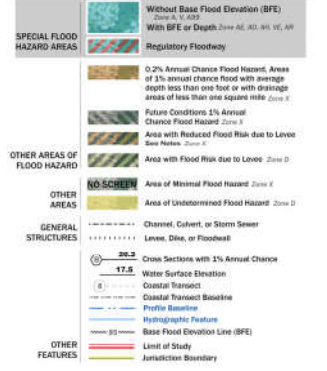 SPECIAL FLOOD
HAZARD AREAS
Without Base Flood Elevation (BFE)
Zone A, V, A99
With BFE or Depth Zone AE, AO, AH, VE, AR
Regulatory Floodway
OTHER AREAS OF
FLOOD HAZARD
0.2% Annual Chance Flood Hazard, Areas
of 1% annual chance flood with average
depth less than one foot or with drainage
areas of less than one square mile Zone X
Future Conditions 1% Annual
Chance Flood Hazard Zone X
Area with Reduced Flood Risk due to Levee
See Notes Zone X
Area with Flood Risk due to Levee Zone D
OTHER
AREAS
NO SCREEN
Area of Minimal Flood Hazard Zone X
Area of Undetermined Flood Hazard Zone D
GENERAL
STRUCTURES
Channel, Culvert, or Storm Sewer
Levee, Dike, or Floodwall
OTHER
FEATURES
B 20.2
Cross Sections with 1% Annual Chance
17.5
Water Surface Elevation
8
Coastal Transect
Coastal Transect Baseline
Profile Baseline
Hydrographic Feature
Base Flood Elevation Line (BFE)
Limit of Study
Jurisdiction Boundary